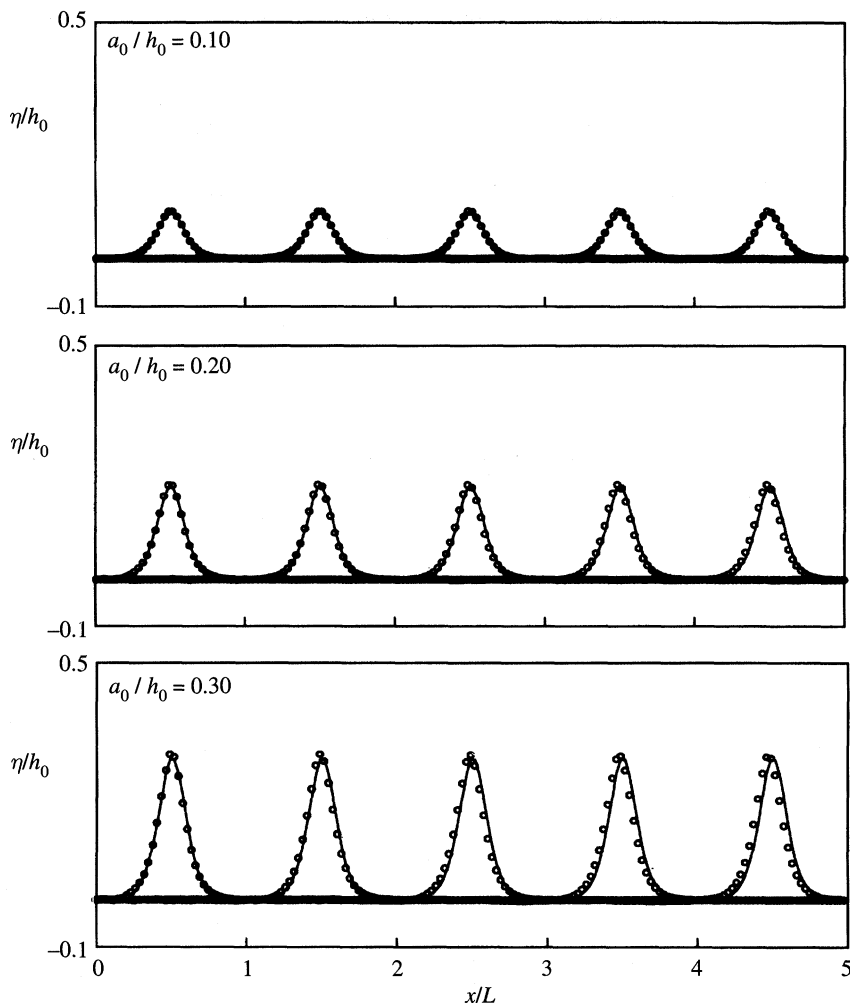 0.5
a₀ / h₀ = 0.10
η/h₀
–0.1
0.5
a₀ / h₀ = 0.20
η/h₀
–0.1
0.5
a₀ / h₀ = 0.30
η/h₀
–0.1
0 1 2 3 4 5
x/L